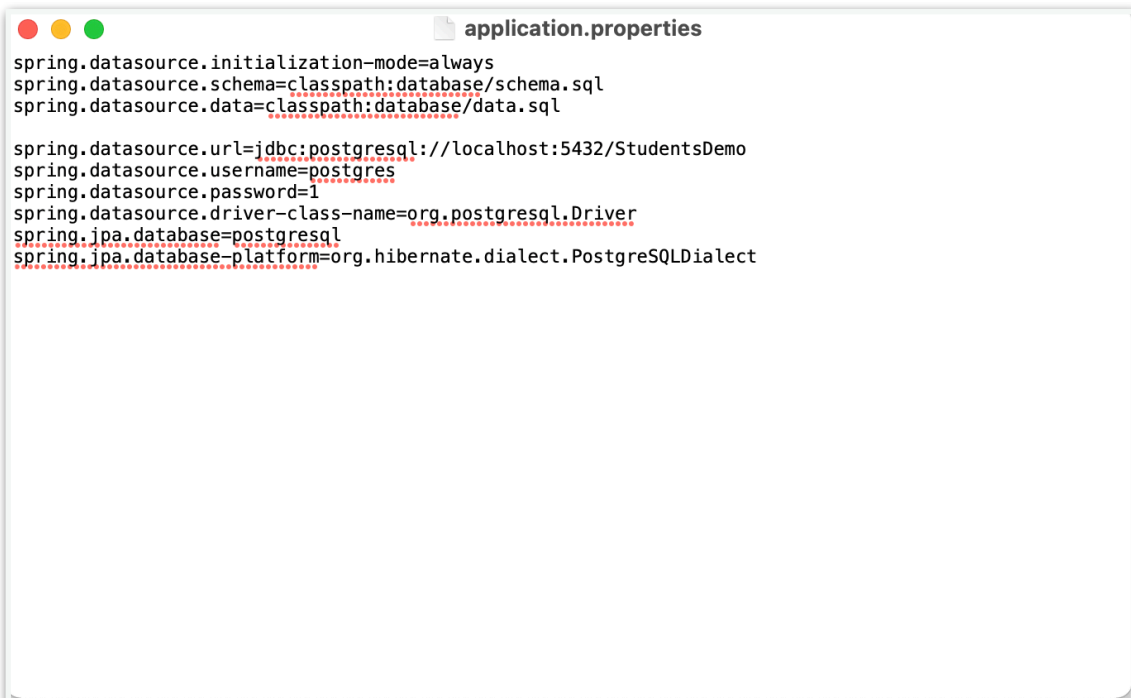 application.properties
spring.datasource.initialization-mode=always
spring.datasource.schema=classpath:database/schema.sql
spring.datasource.data=classpath:database/data.sql
spring.datasource.url=jdbc:postgresql://localhost:5432/StudentsDemo
spring.datasource.username=postgres
spring.datasource.password=1
spring.datasource.driver-class-name=org.postgresql.Driver
spring.jpa.database=postgresql
spring.jpa.database-platform=org.hibernate.dialect.PostgreSQLDialect